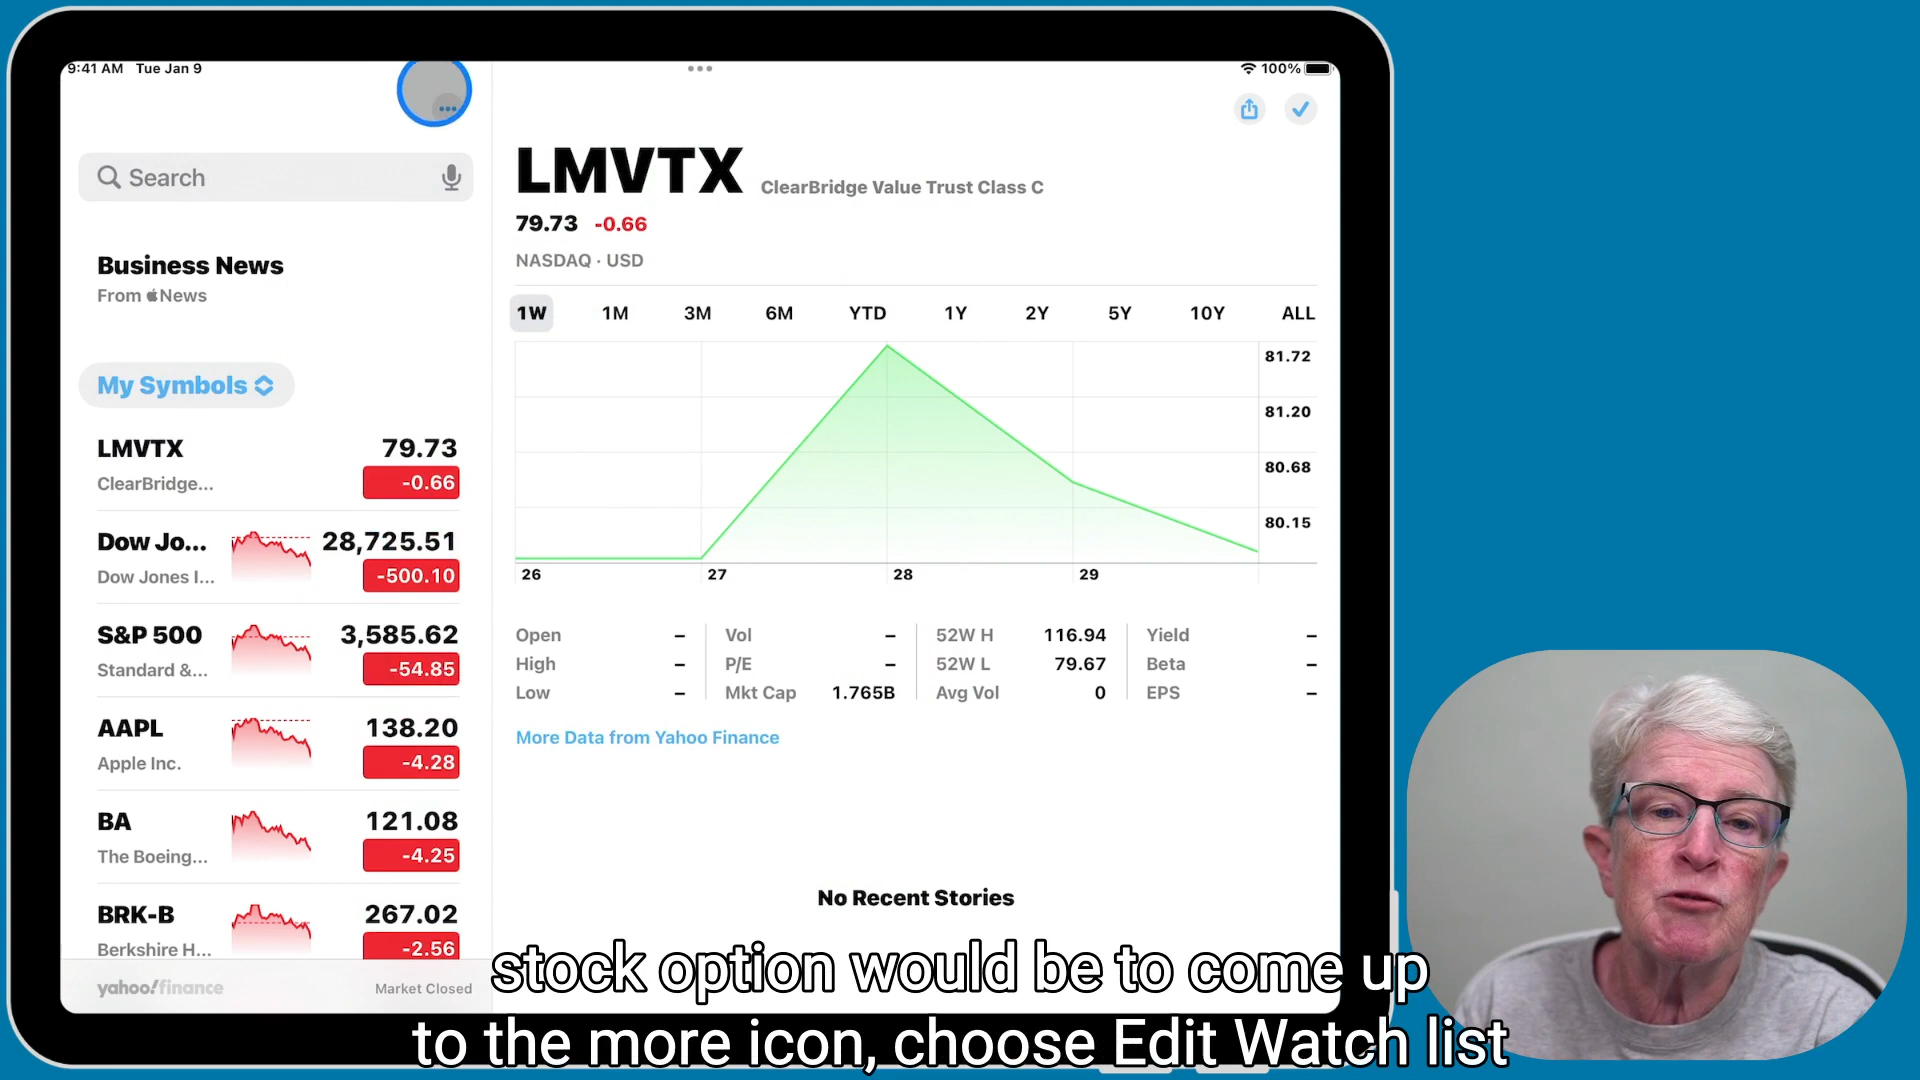 9:41 AM Tue Jan 9
100%
Search
Business News
From News
My Symbols
LMVTX 79.73
ClearBridge... -0.66
Dow Jo... 28,725.51
Dow Jones I... -500.10
S&P 500 3,585.62
Standard &... -54.85
AAPL 138.20
Apple Inc. -4.28
BA 121.08
The Boeing... -4.25
BRK-B 267.02
Berkshire H... -2.56
yahoo!finance Market Closed
LMVTX ClearBridge Value Trust Class C
79.73 -0.66
NASDAQ · USD
1W 1M 3M 6M YTD 1Y 2Y 5Y 10Y ALL
81.72
81.20
80.68
80.15
26 27 28 29
Open – Vol – 52W H 116.94 Yield –
High – P/E – 52W L 79.67 Beta –
Low – Mkt Cap 1.765B Avg Vol 0 EPS –
More Data from Yahoo Finance
No Recent Stories
stock option would be to come up
to the more icon, choose Edit Watch list